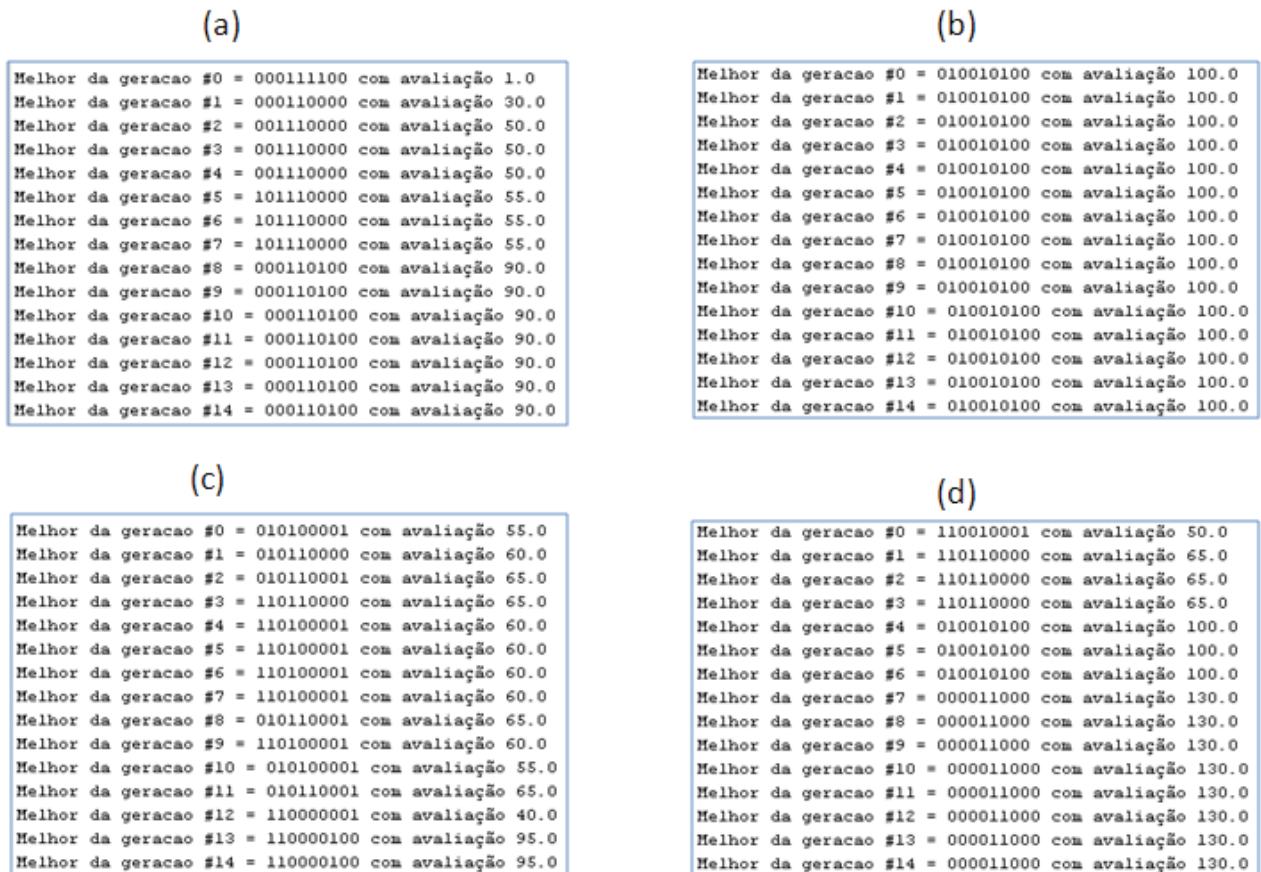 (a)
Melhor da geracao #0 = 000111100 com avaliação 1.0
Melhor da geracao #1 = 000110000 com avaliação 30.0
Melhor da geracao #2 = 001110000 com avaliação 50.0
Melhor da geracao #3 = 001110000 com avaliação 50.0
Melhor da geracao #4 = 001110000 com avaliação 50.0
Melhor da geracao #5 = 101110000 com avaliação 55.0
Melhor da geracao #6 = 101110000 com avaliação 55.0
Melhor da geracao #7 = 101110000 com avaliação 55.0
Melhor da geracao #8 = 000110100 com avaliação 90.0
Melhor da geracao #9 = 000110100 com avaliação 90.0
Melhor da geracao #10 = 000110100 com avaliação 90.0
Melhor da geracao #11 = 000110100 com avaliação 90.0
Melhor da geracao #12 = 000110100 com avaliação 90.0
Melhor da geracao #13 = 000110100 com avaliação 90.0
Melhor da geracao #14 = 000110100 com avaliação 90.0
(b)
Melhor da geracao #0 = 010010100 com avaliação 100.0
Melhor da geracao #1 = 010010100 com avaliação 100.0
Melhor da geracao #2 = 010010100 com avaliação 100.0
Melhor da geracao #3 = 010010100 com avaliação 100.0
Melhor da geracao #4 = 010010100 com avaliação 100.0
Melhor da geracao #5 = 010010100 com avaliação 100.0
Melhor da geracao #6 = 010010100 com avaliação 100.0
Melhor da geracao #7 = 010010100 com avaliação 100.0
Melhor da geracao #8 = 010010100 com avaliação 100.0
Melhor da geracao #9 = 010010100 com avaliação 100.0
Melhor da geracao #10 = 010010100 com avaliação 100.0
Melhor da geracao #11 = 010010100 com avaliação 100.0
Melhor da geracao #12 = 010010100 com avaliação 100.0
Melhor da geracao #13 = 010010100 com avaliação 100.0
Melhor da geracao #14 = 010010100 com avaliação 100.0
(c)
Melhor da geracao #0 = 010100001 com avaliação 55.0
Melhor da geracao #1 = 010110000 com avaliação 60.0
Melhor da geracao #2 = 010110001 com avaliação 65.0
Melhor da geracao #3 = 110110000 com avaliação 65.0
Melhor da geracao #4 = 110100001 com avaliação 60.0
Melhor da geracao #5 = 110100001 com avaliação 60.0
Melhor da geracao #6 = 110100001 com avaliação 60.0
Melhor da geracao #7 = 110100001 com avaliação 60.0
Melhor da geracao #8 = 010110001 com avaliação 65.0
Melhor da geracao #9 = 110100001 com avaliação 60.0
Melhor da geracao #10 = 010100001 com avaliação 55.0
Melhor da geracao #11 = 010110001 com avaliação 65.0
Melhor da geracao #12 = 110000001 com avaliação 40.0
Melhor da geracao #13 = 110000100 com avaliação 95.0
Melhor da geracao #14 = 110000100 com avaliação 95.0
(d)
Melhor da geracao #0 = 110010001 com avaliação 50.0
Melhor da geracao #1 = 110110000 com avaliação 65.0
Melhor da geracao #2 = 110110000 com avaliação 65.0
Melhor da geracao #3 = 110110000 com avaliação 65.0
Melhor da geracao #4 = 010010100 com avaliação 100.0
Melhor da geracao #5 = 010010100 com avaliação 100.0
Melhor da geracao #6 = 010010100 com avaliação 100.0
Melhor da geracao #7 = 000011000 com avaliação 130.0
Melhor da geracao #8 = 000011000 com avaliação 130.0
Melhor da geracao #9 = 000011000 com avaliação 130.0
Melhor da geracao #10 = 000011000 com avaliação 130.0
Melhor da geracao #11 = 000011000 com avaliação 130.0
Melhor da geracao #12 = 000011000 com avaliação 130.0
Melhor da geracao #13 = 000011000 com avaliação 130.0
Melhor da geracao #14 = 000011000 com avaliação 130.0